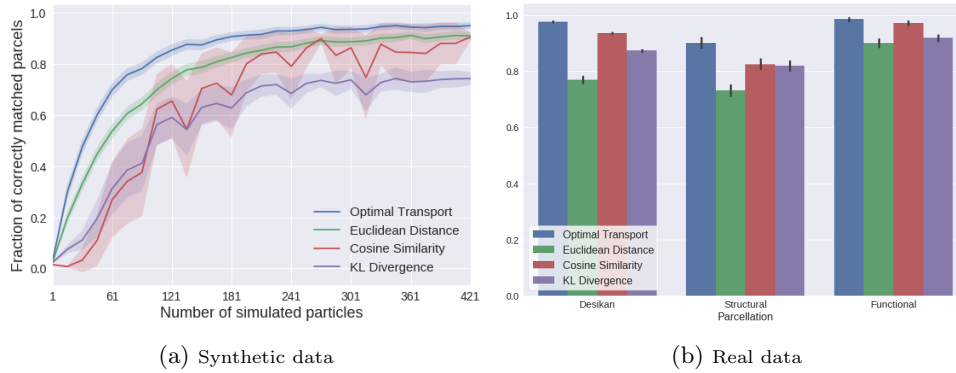 1.0
0.8
0.6
0.4
0.2
0.0
Fraction of correctly matched parcels
Optimal Transport
Euclidean Distance
Cosine Similarity
KL Divergence
1 61 121 181 241 301 361 421
Number of simulated particles
(a) Synthetic data
1.0
0.8
0.6
0.4
0.2
0.0
Optimal Transport
Euclidean Distance
Cosine Similarity
KL Divergence
Desikan Structural Functional
Parcellation
(b) Real data